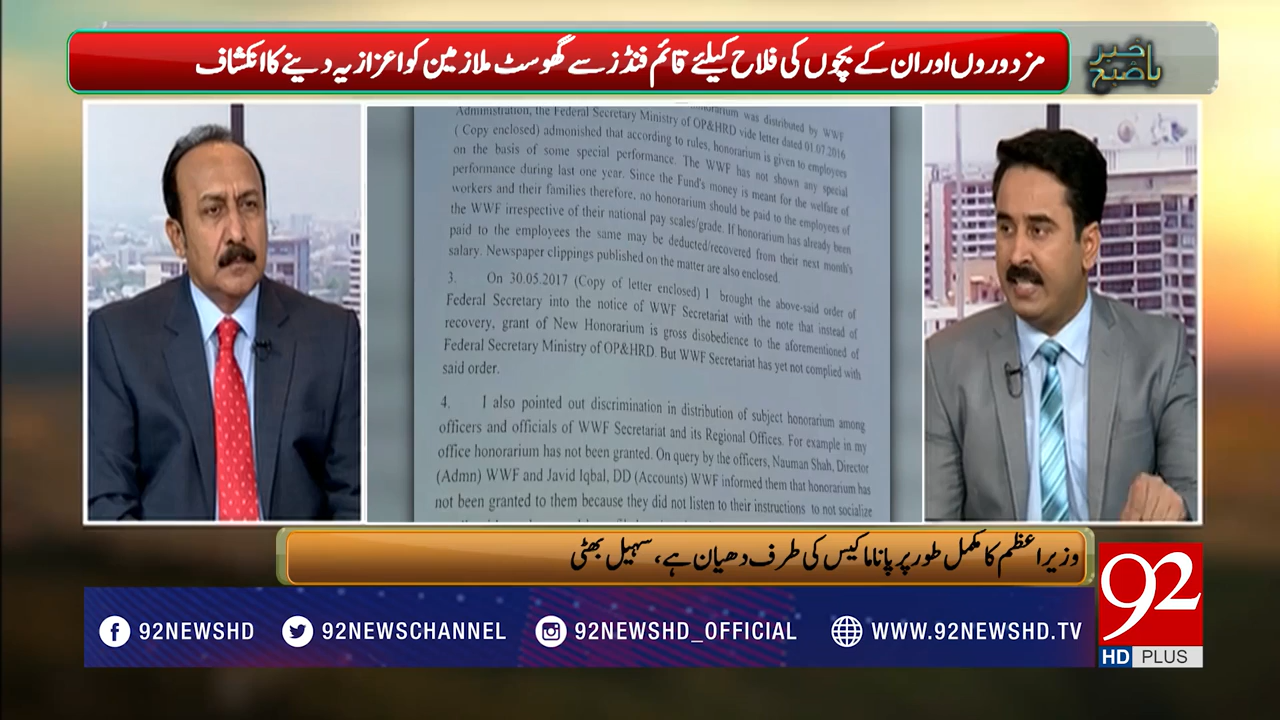 مزدوروں اور ان کے بچوں کی فلاح کیلئے قائم فنڈز سے گھوسٹ ملازمین کو اعزازیہ دینے کا انکشاف
باخبر
صبح
honorarium was distributed by WWF
Administration, the Federal Secretary Ministry of OP&HRD vide letter dated 01.07.2016
( Copy enclosed) admonished that according to rules, honorarium is given to employees
on the basis of some special performance. The WWF has not shown any special
performance during last one year. Since the Fund's money is meant for the welfare of
workers and their families therefore, no honorarium should be paid to the employees of
the WWF irrespective of their national pay scales/grade. If honorarium has already been
paid to the employees the same may be deducted/recovered from their next month's
salary. Newspaper clippings published on the matter are also enclosed.
3. On 30.05.2017 (Copy of letter enclosed) I brought the above-said order of
Federal Secretary into the notice of WWF Secretariat with the note that instead of
recovery, grant of New Honorarium is gross disobedience to the aforementioned of
Federal Secretary Ministry of OP&HRD. But WWF Secretariat has yet not complied with
said order.
4. I also pointed out discrimination in distribution of subject honorarium among
officers and officials of WWF Secretariat and its Regional Offices. For example in my
office honorarium has not been granted. On query by the officers, Nauman Shah, Director
(Admn) WWF and Javid Iqbal, DD (Accounts) WWF informed them that honorarium has
not been granted to them because they did not listen to their instructions to not socialize
وزیراعظم کا مکمل طور پر پاناما کیس کی طرف دھیان ہے، سہیل بھٹی
92NEWSHD
92NEWSCHANNEL
92NEWSHD_OFFICIAL
WWW.92NEWSHD.TV
92
HD PLUS